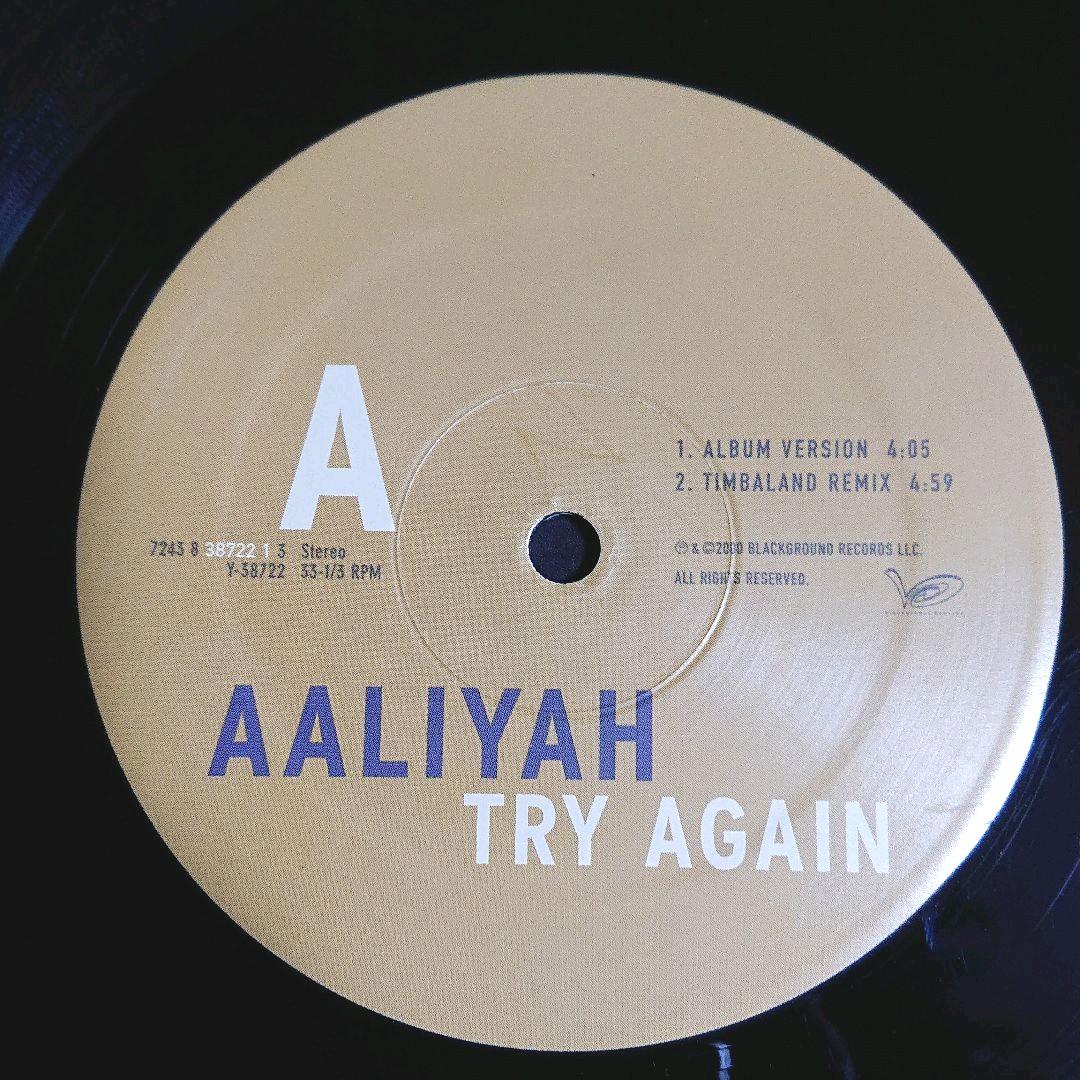 A
1. ALBUM VERSION 4:05
2. TIMBALAND REMIX 4:59
7243 8 38722 1 3 Stereo
Y-38722 33-1/3 RPM
℗ & ©2000 BLACKGROUND RECORDS LLC.
ALL RIGHTS RESERVED.
AALIYAH
TRY AGAIN